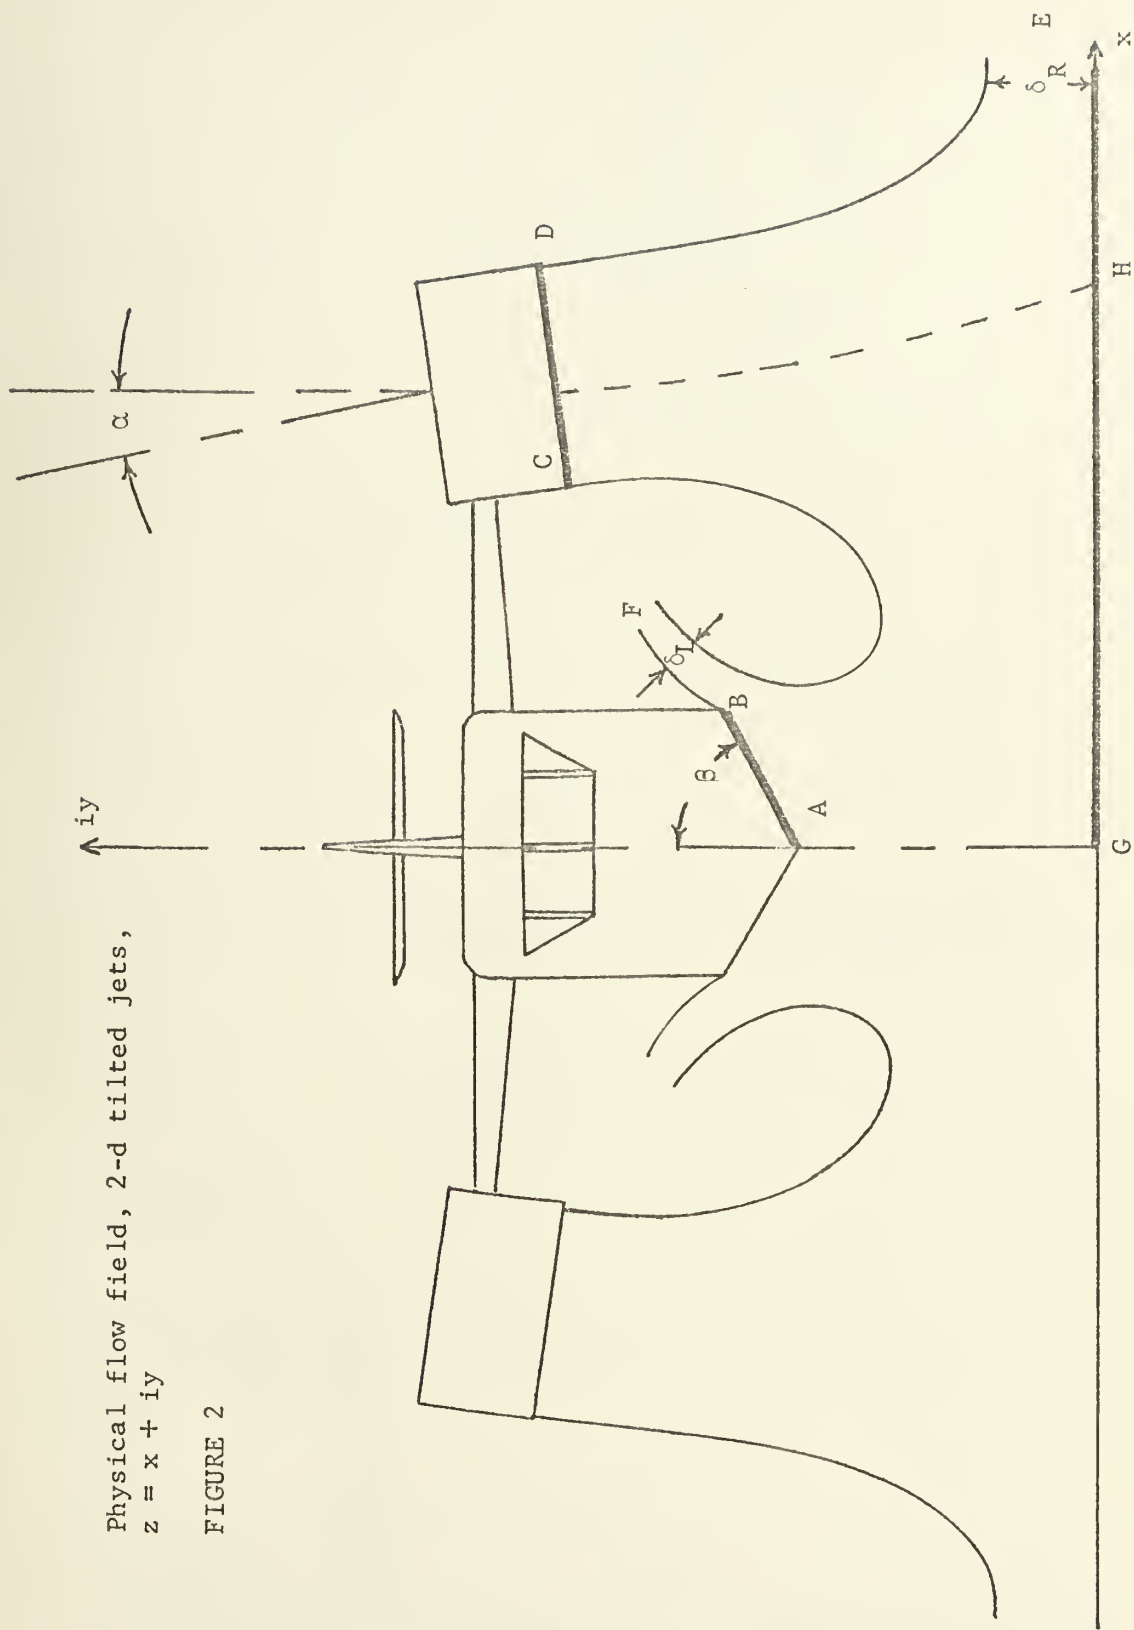 Physical flow field, 2-d tilted jets,
z = x + iy
FIGURE 2
iy
α
D
C
F
δL
B
β
A
E
δR
G
H
x